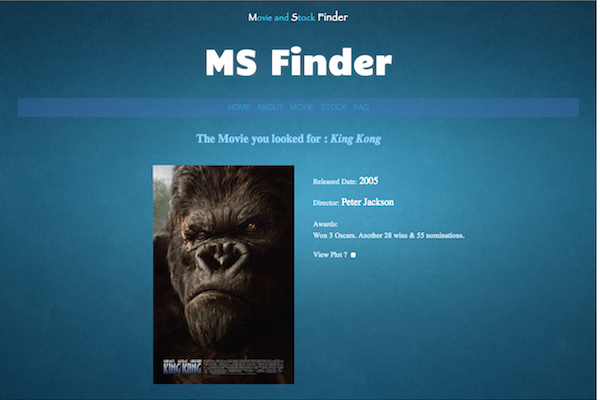 Movie and Stock Finder
MS Finder
HOME ABOUT MOVIE STOCK FAQ
The Movie you looked for : King Kong
Released Date: 2005
Director: Peter Jackson
Awards:
Won 3 Oscars. Another 28 wins & 55 nominations.
View Plot ?
KING KONG